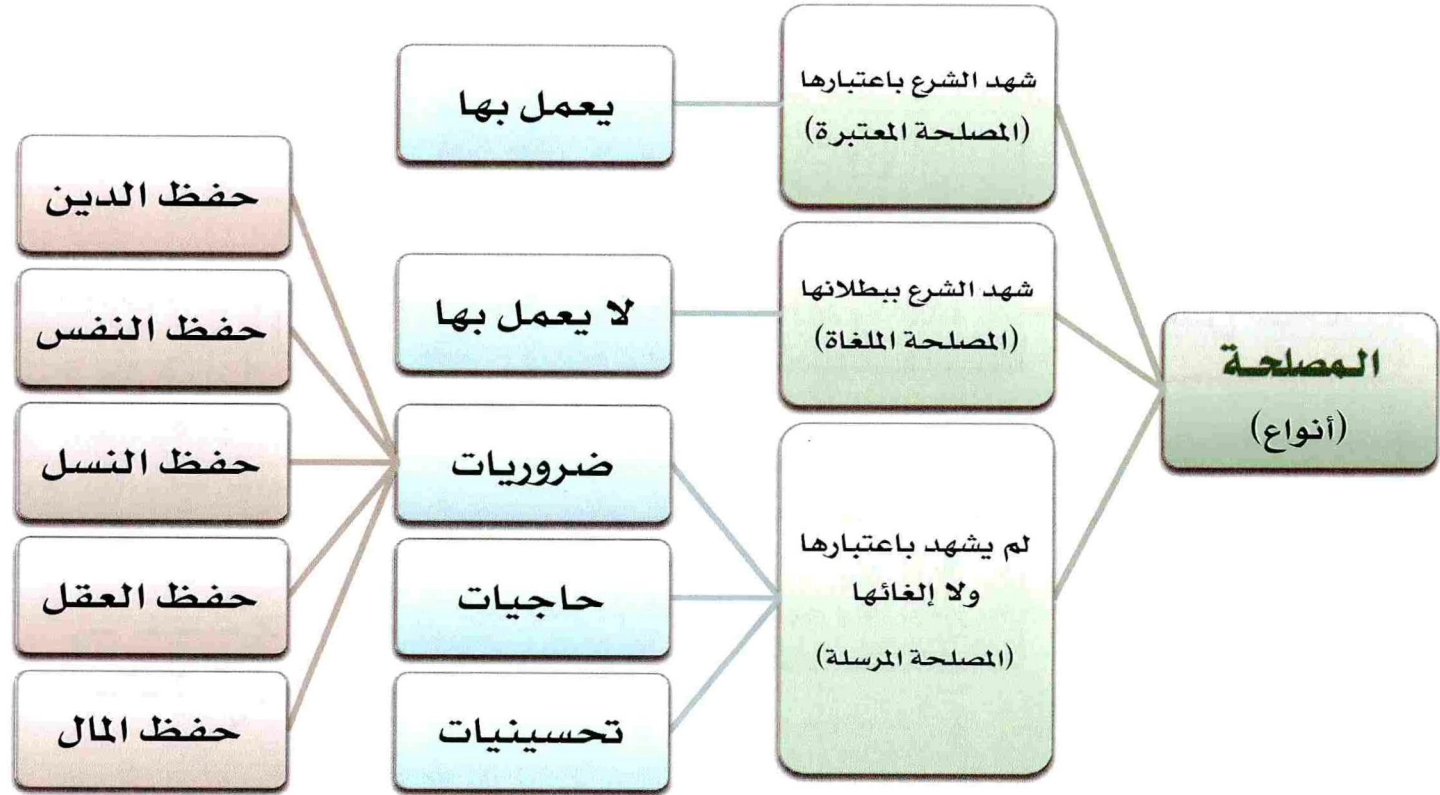 المصلحة
(أنواع)
شهد الشرع باعتبارها
(المصلحة المعتبرة)
يعمل بها
شهد الشرع ببطلانها
(المصلحة الملغاة)
لا يعمل بها
لم يشهد باعتبارها
ولا إلغائها
(المصلحة المرسلة)
ضروريات
حاجيات
تحسينيات
حفظ الدين
حفظ النفس
حفظ النسل
حفظ العقل
حفظ المال